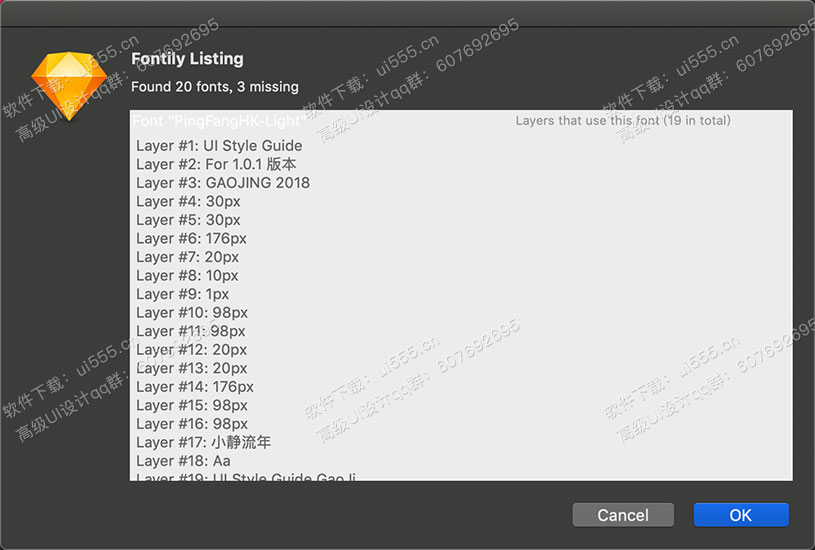 Fontily Listing
Found 20 fonts, 3 missing
Font "PingFangHK-Light"
Layers that use this font (19 in total)
Layer #1: UI Style Guide
Layer #2: For 1.0.1 版本
Layer #3: GAOJING 2018
Layer #4: 30px
Layer #5: 30px
Layer #6: 176px
Layer #7: 20px
Layer #8: 10px
Layer #9: 1px
Layer #10: 98px
Layer #11: 98px
Layer #12: 20px
Layer #13: 20px
Layer #14: 176px
Layer #15: 98px
Layer #16: 98px
Layer #17: 小静流年
Layer #18: Aa
Layer #19: UI Style Guide Gao Ji
Cancel
OK
软件下载：ui555.cn
高级UI设计qq群：607692695
软件下载：ui555.cn
高级UI设计qq群：607692695
软件下载：ui555.cn
高级UI设计qq群：607692695
软件下载：ui555.cn
高级UI设计qq群：607692695
软件下载：ui555.cn
高级UI设计qq群：607692695
软件下载：ui555.cn
高级UI设计qq群：607692695